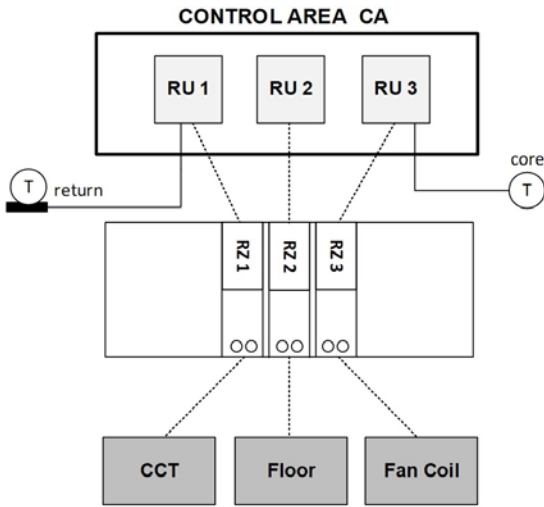 CONTROL AREA CA
RU 1
RU 2
RU 3
T
return
core
T
RZ 1
RZ 2
RZ 3
CCT
Floor
Fan Coil